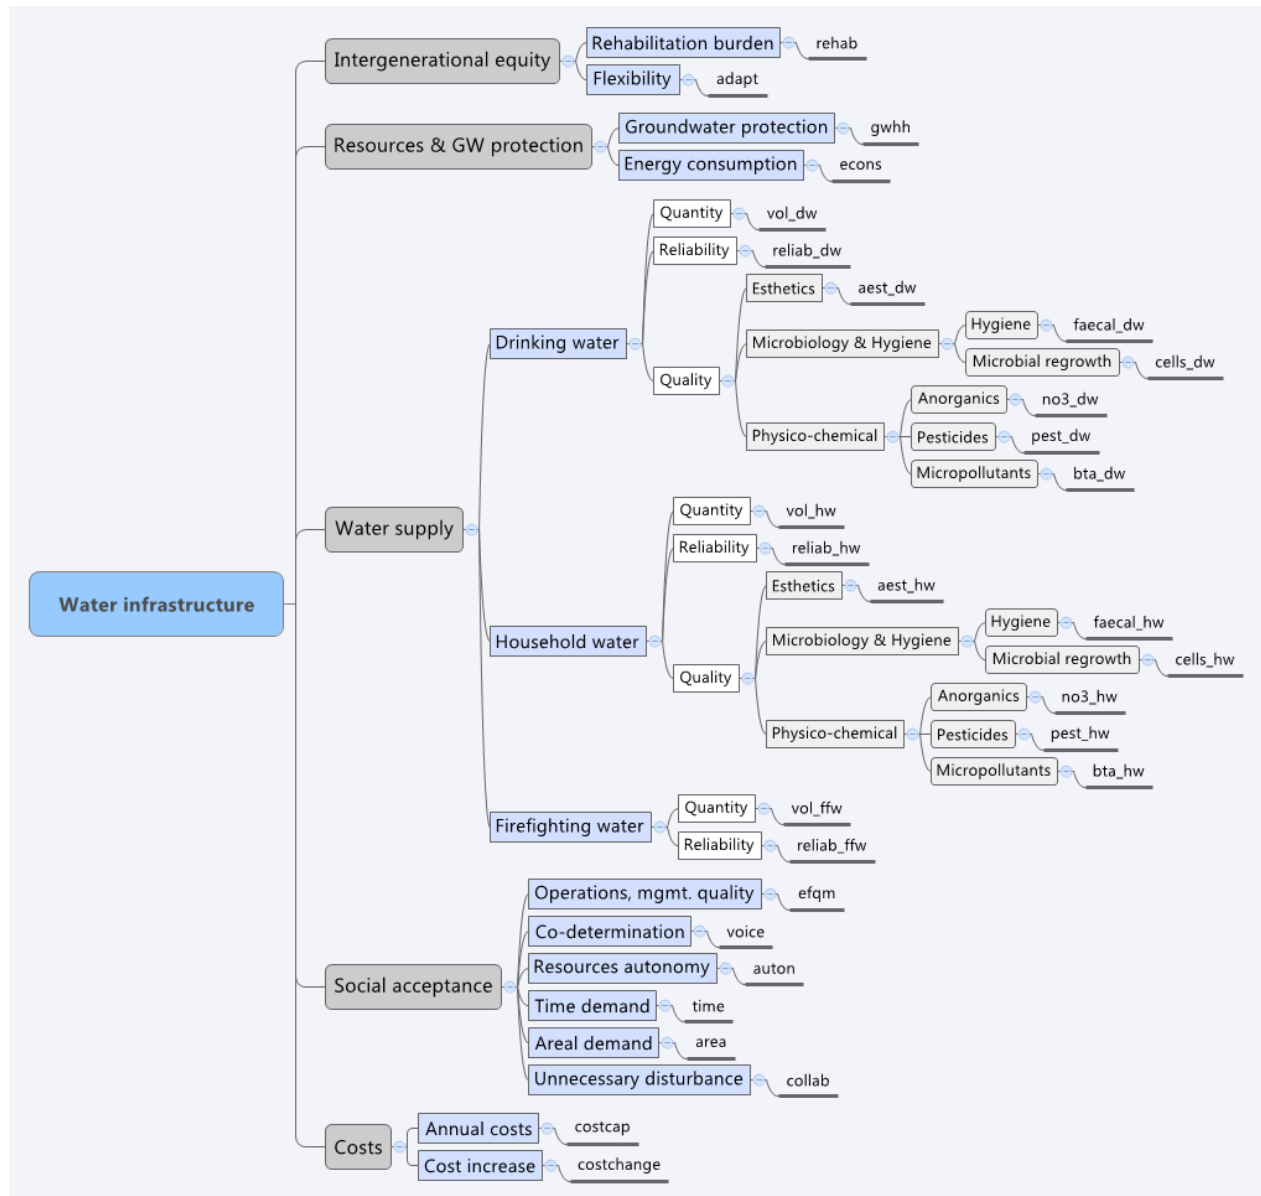 Water infrastructure
Intergenerational equity
Rehabilitation burden
rehab
Flexibility
adapt
Resources & GW protection
Groundwater protection
gwhh
Energy consumption
econs
Water supply
Drinking water
Quantity
vol_dw
Reliability
reliab_dw
Quality
Esthetics
aest_dw
Microbiology & Hygiene
Hygiene
faecal_dw
Microbial regrowth
cells_dw
Physico-chemical
Anorganics
no3_dw
Pesticides
pest_dw
Micropollutants
bta_dw
Household water
Quantity
vol_hw
Reliability
reliab_hw
Quality
Esthetics
aest_hw
Microbiology & Hygiene
Hygiene
faecal_hw
Microbial regrowth
cells_hw
Physico-chemical
Anorganics
no3_hw
Pesticides
pest_hw
Micropollutants
bta_hw
Firefighting water
Quantity
vol_ffw
Reliability
reliab_ffw
Social acceptance
Operations, mgmt. quality
efqm
Co-determination
voice
Resources autonomy
auton
Time demand
time
Areal demand
area
Unnecessary disturbance
collab
Costs
Annual costs
costcap
Cost increase
costchange